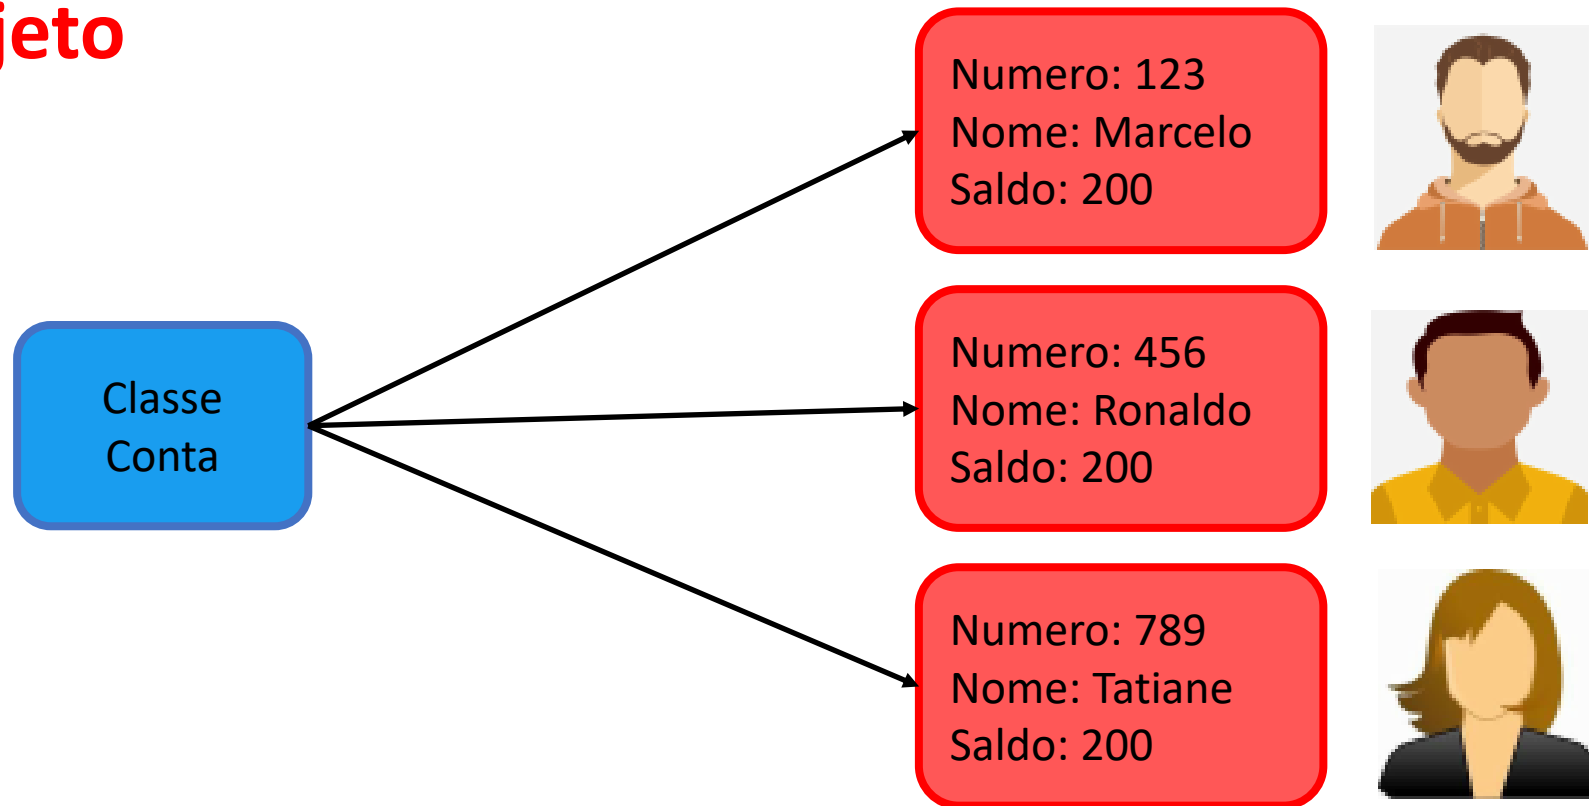 jeto
Numero: 123
Nome: Marcelo
Saldo: 200
Classe
Conta
Numero: 456
Nome: Ronaldo
Saldo: 200
Numero: 789
Nome: Tatiane
Saldo: 200